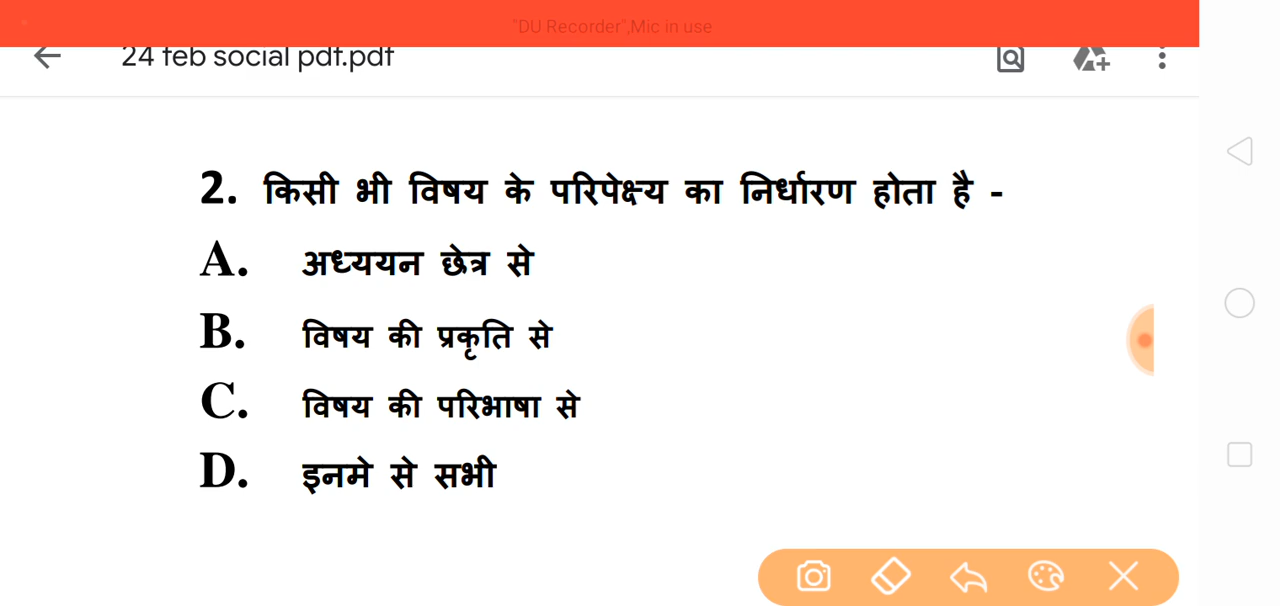 "DU Recorder",Mic in use
24 feb social pdf.pdf
2. किसी भी विषय के परिपेक्ष्य का निर्धारण होता है -
A. अध्ययन छेत्र से
B. विषय की प्रकृति से
C. विषय की परिभाषा से
D. इनमे से सभी